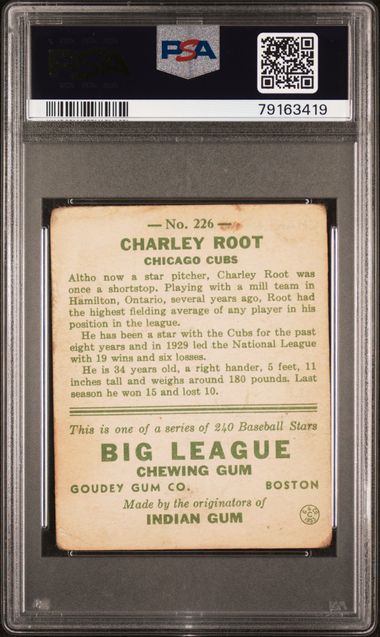 PSA
PSA
79163419
— No. 226 —
CHARLEY ROOT
CHICAGO CUBS
Altho now a star pitcher, Charley Root was
once a shortstop. Playing with a mill team in
Hamilton, Ontario, several years ago, Root had
the highest fielding average of any player in his
position in the league.
He has been a star with the Cubs for the past
eight years and in 1929 led the National League
with 19 wins and six losses.
He is 34 years old, a right hander, 5 feet, 11
inches tall and weighs around 180 pounds. Last
season he won 15 and lost 10.
This is one of a series of 240 Baseball Stars
BIG LEAGUE
CHEWING GUM
GOUDEY GUM CO. BOSTON
Made by the originators of
INDIAN GUM